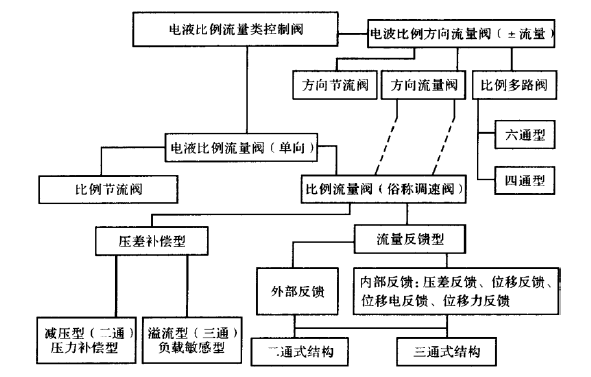 电液比例流量类控制阀
电液比例方向流量阀（±流量）
方向节流阀
方向流量阀
比例多路阀
六通型
电液比例流量阀（单向）
四通型
比例节流阀
比例流量阀（俗称调速阀）
压差补偿型
流量反馈型
外部反馈
内部反馈：压差反馈、位移反馈、
位移电反馈、位移力反馈
减压型（二通）
压力补偿型
溢流型（三通）
负载敏感型
二通式结构
三通式结构